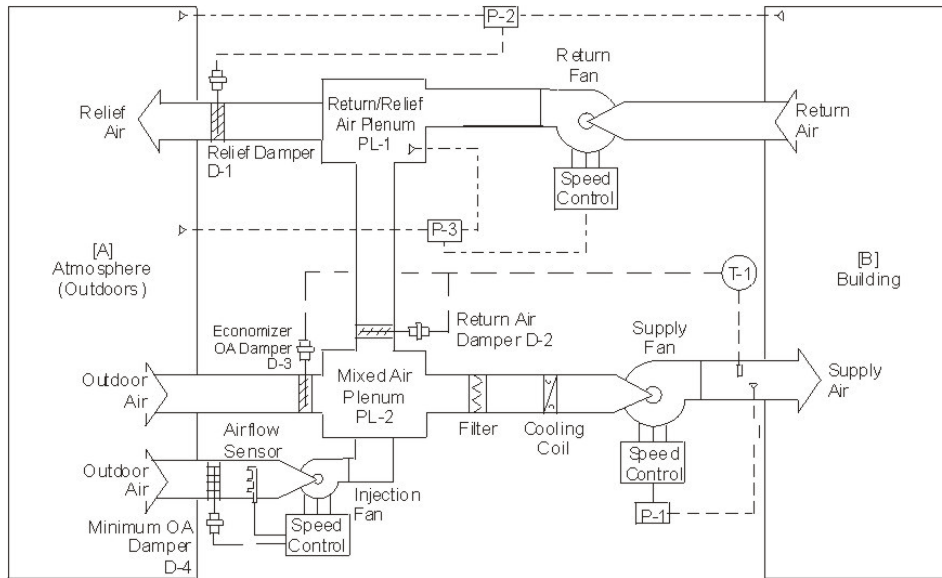 P-2
Return
Fan
Relief
Air
Return/Relief
Air Plenum
PL-1
Return
Air
Relief Damper
D-1
Speed
Control
P-3
[A]
Atmosphere
(Outdoors)
[B]
Building
T-1
Economizer
OA Damper
D-3
Return Air
Damper D-2
Supply
Fan
Outdoor
Air
Mixed Air
Plenum
PL-2
Supply
Air
Filter
Cooling
Coil
Airflow
Sensor
Speed
Control
Outdoor
Air
Injection
Fan
P-1
Minimum OA
Damper
D-4
Speed
Control